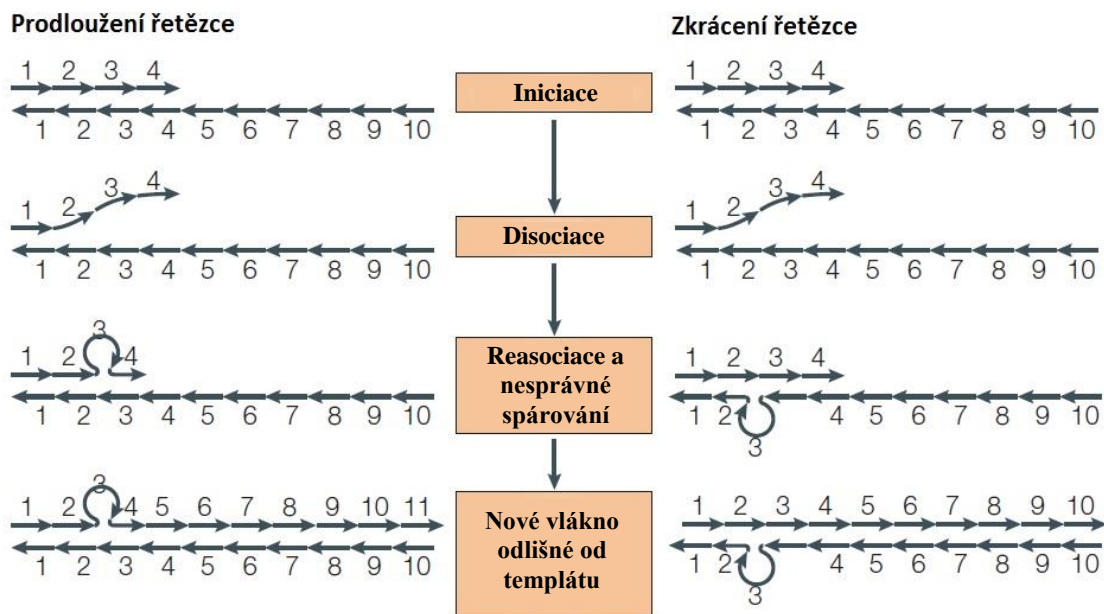 Prodloužení řetězce
1 2 3 4
1 2 3 4 5 6 7 8 9 10
1 2 3 4
1 2 3 4 5 6 7 8 9 10
1 2 3 4
1 2 3 4 5 6 7 8 9 10
1 2 3 4 5 6 7 8 9 10 11
1 2 3 4 5 6 7 8 9 10
Iniciace
Disociace
Reasociace a
nesprávné
spárování
Nové vlákno
odlišné od
templátu
Zkrácení řetězce
1 2 3 4
1 2 3 4 5 6 7 8 9 10
1 2 3 4
1 2 3 4 5 6 7 8 9 10
1 2 3 4
1 2 4 5 6 7 8 9 10
3
1 2 3 4 5 6 7 8 9 10
1 2 4 5 6 7 8 9 10
3